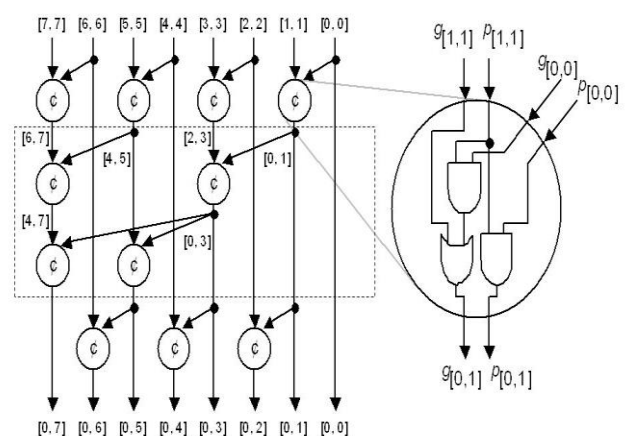 [7,7] [6,6] [5,5] [4,4] [3,3] [2,2] [1,1] [0,0]
g[1,1] p[1,1]
g[0,0]
p[0,0]
¢ ¢ ¢ ¢
[6,7] [4,5] [2,3] [0,1]
¢ ¢
[4,7] [0,3]
¢ ¢
¢ ¢ ¢
g[0,1] p[0,1]
[0,7] [0,6] [0,5] [0,4] [0,3] [0,2] [0,1] [0,0]